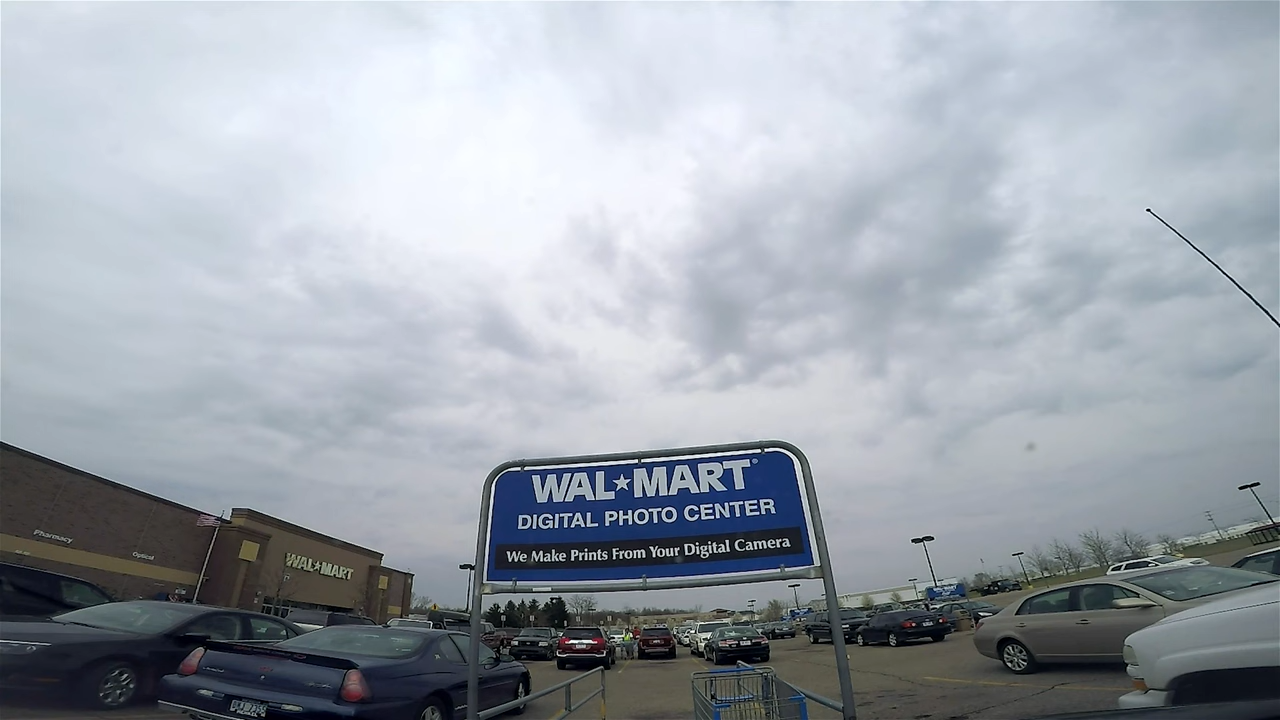 WAL★MART®
DIGITAL PHOTO CENTER
We Make Prints From Your Digital Camera
Pharmacy
Optical
WAL★MART